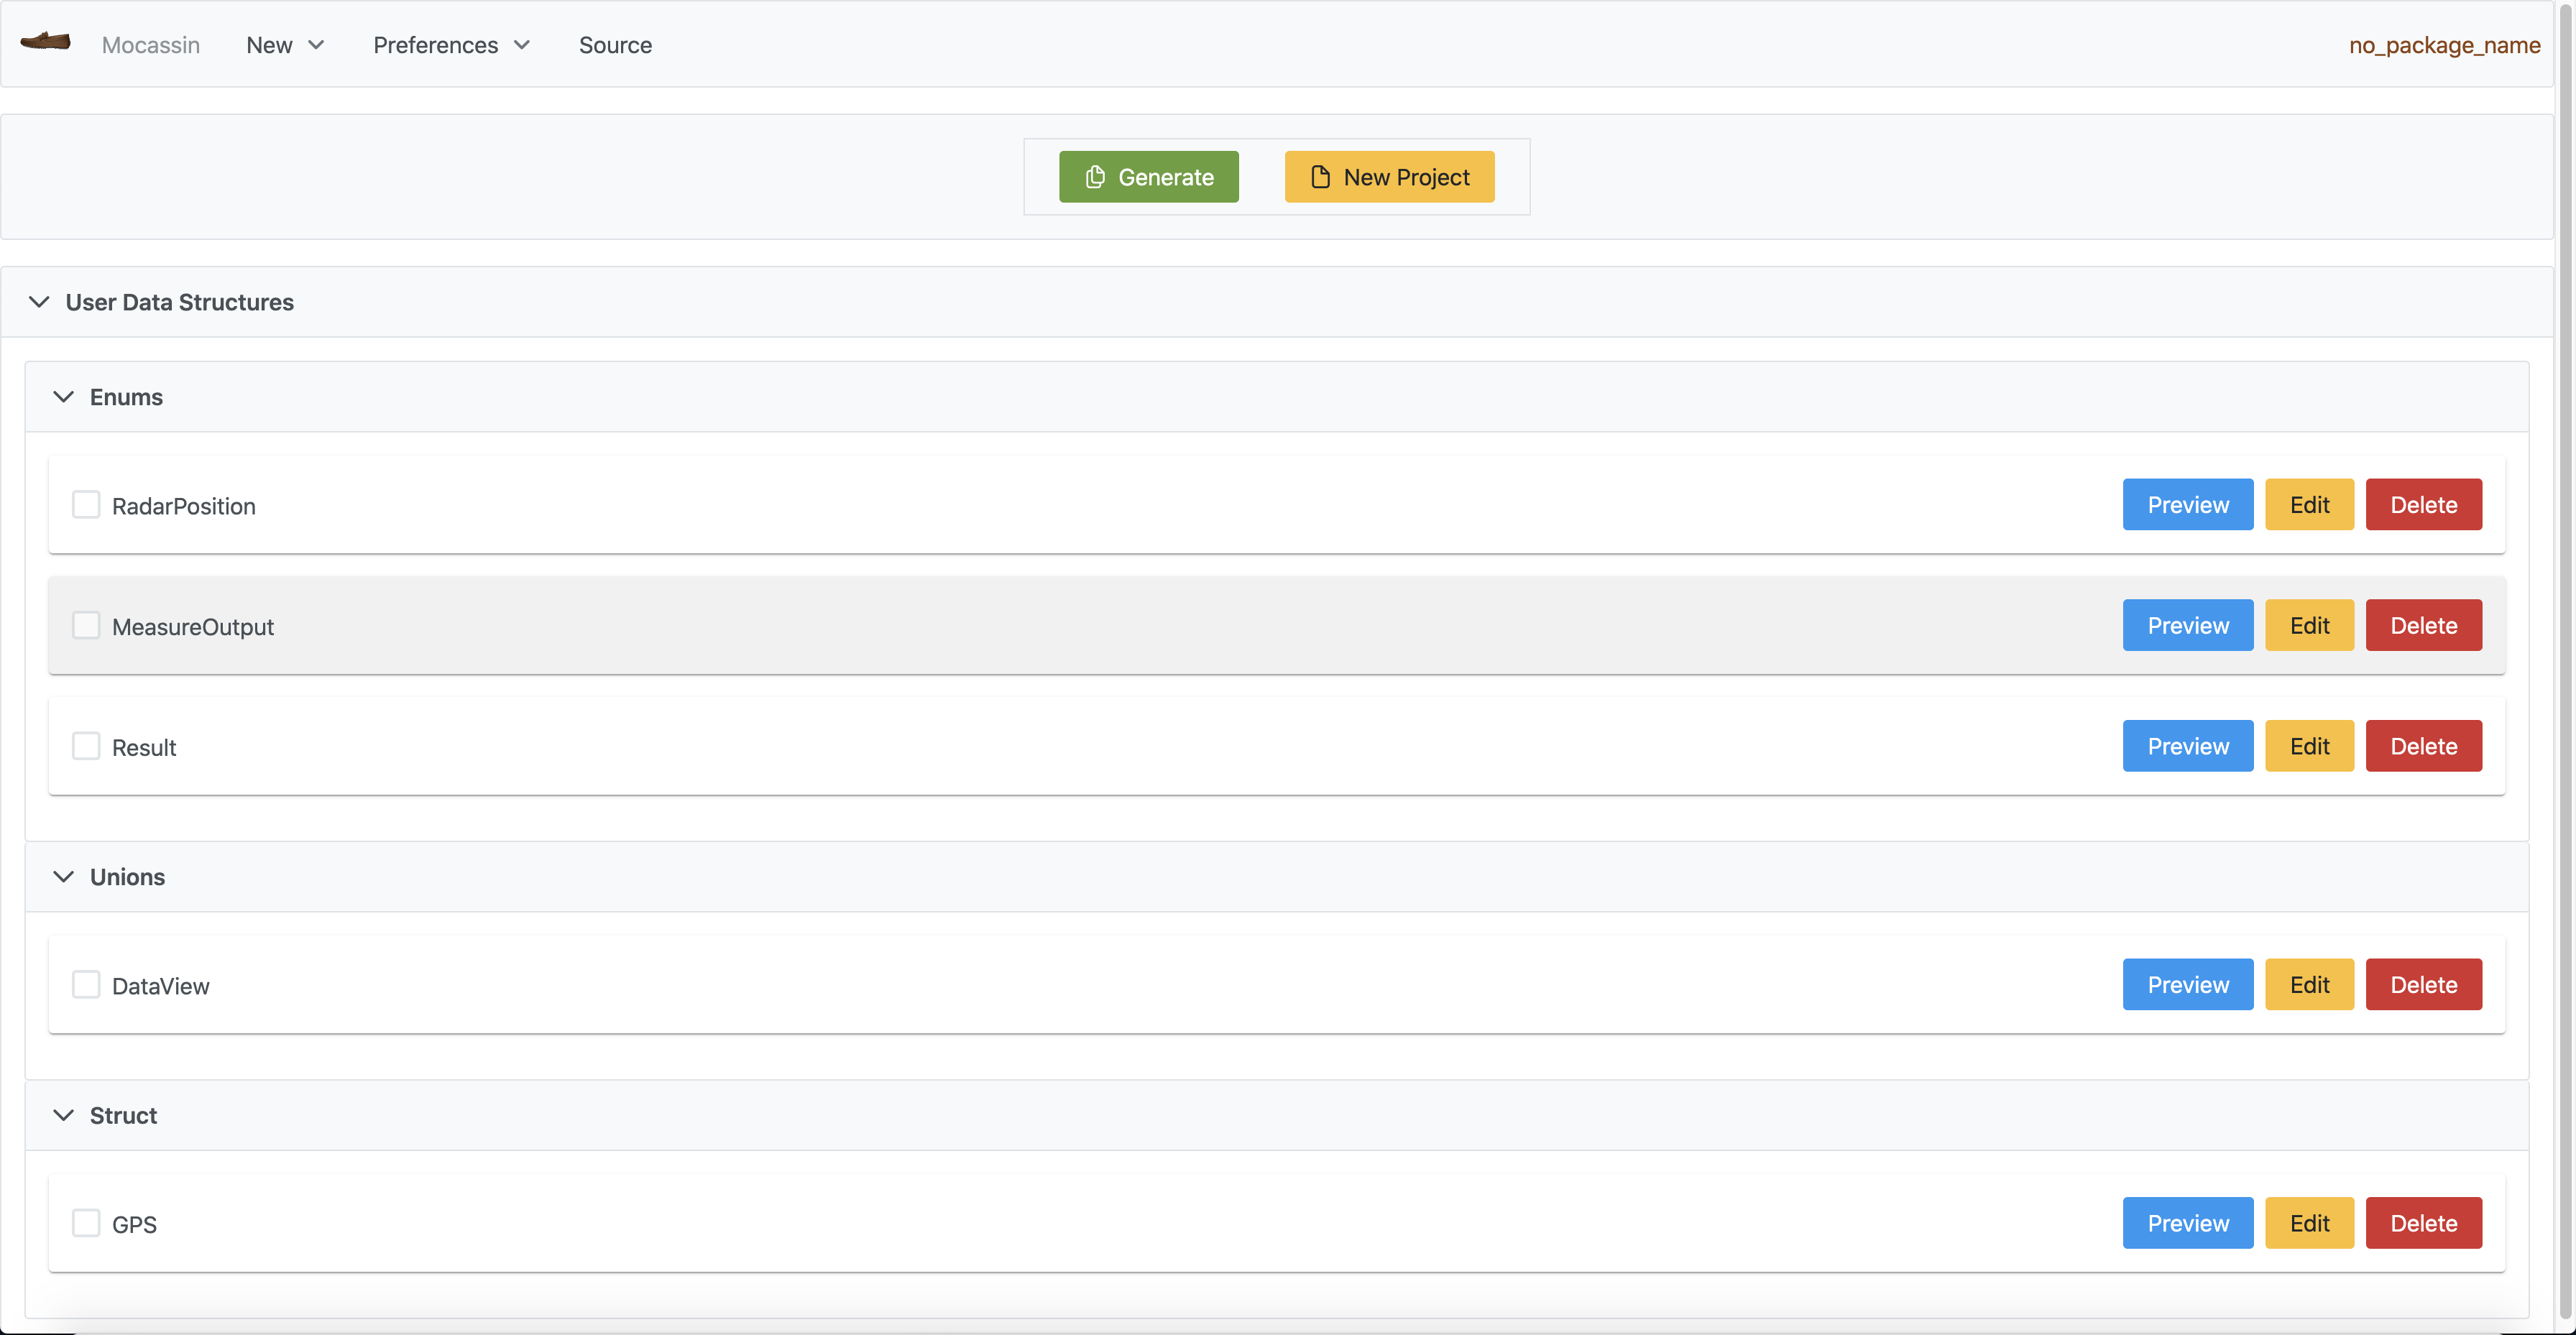 Mocassin New Preferences Source no_package_name
Generate New Project
User Data Structures
Enums
RadarPosition Preview Edit Delete
MeasureOutput Preview Edit Delete
Result Preview Edit Delete
Unions
DataView Preview Edit Delete
Struct
GPS Preview Edit Delete